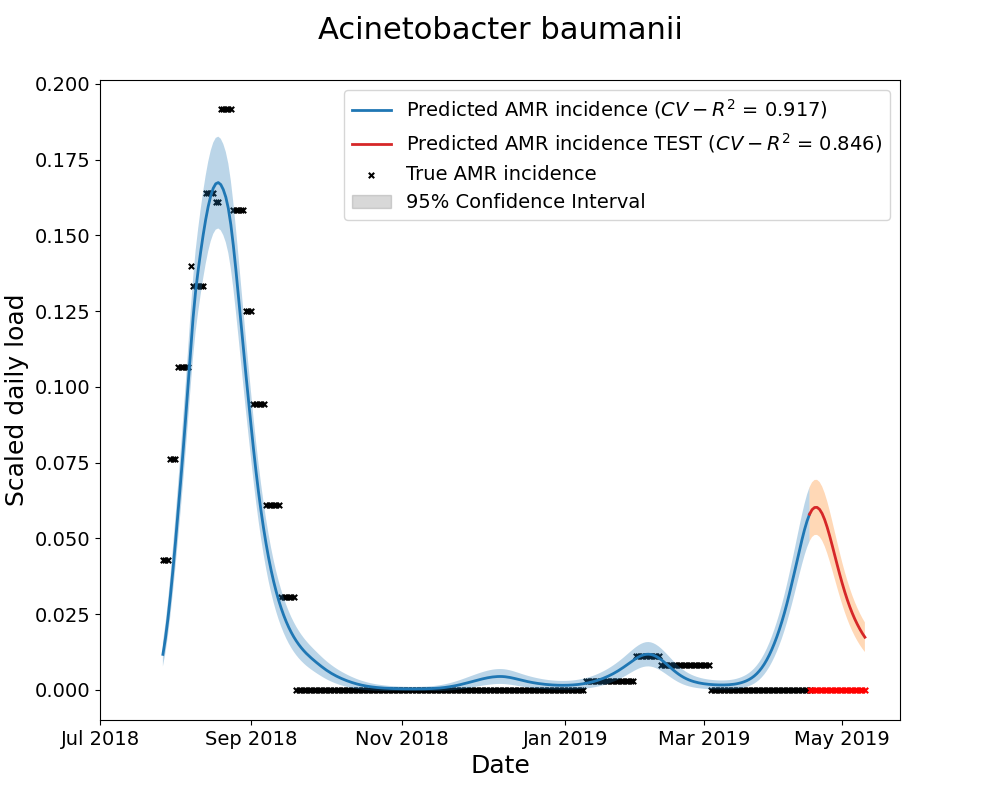 Acinetobacter baumanii
Predicted AMR incidence (CV − R² = 0.917)
Predicted AMR incidence TEST (CV − R² = 0.846)
True AMR incidence
95% Confidence Interval
Scaled daily load
0.200
0.175
0.150
0.125
0.100
0.075
0.050
0.025
0.000
Jul 2018 Sep 2018 Nov 2018 Jan 2019 Mar 2019 May 2019
Date